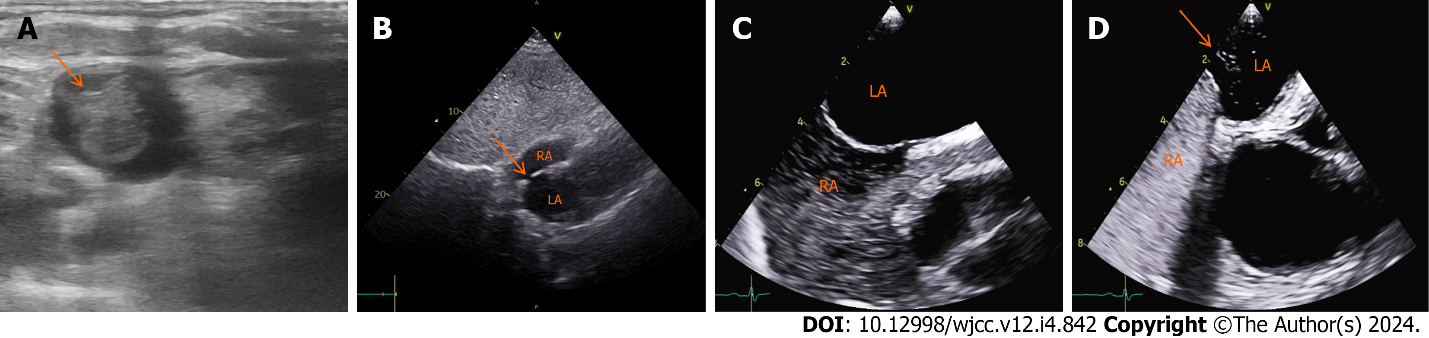 A
B
V
10
RA
LA
20
P
C
V
2
LA
4
RA
6
D
V
2
LA
4
RA
6
8
DOI: 10.12998/wjcc.v12.i4.842 Copyright ©The Author(s) 2024.